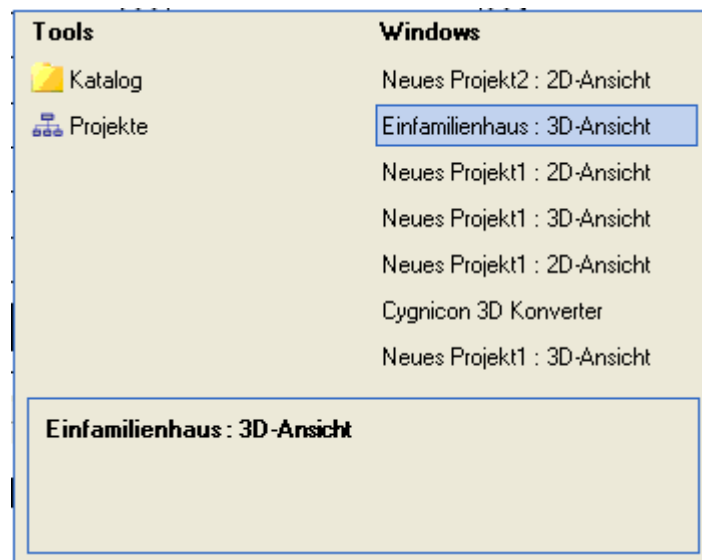 Tools
Katalog
Projekte
Windows
Neues Projekt2 : 2D-Ansicht
Einfamilienhaus : 3D-Ansicht
Neues Projekt1 : 2D-Ansicht
Neues Projekt1 : 3D-Ansicht
Neues Projekt1 : 2D-Ansicht
Cygnicon 3D Konverter
Neues Projekt1 : 3D-Ansicht
Einfamilienhaus : 3D-Ansicht